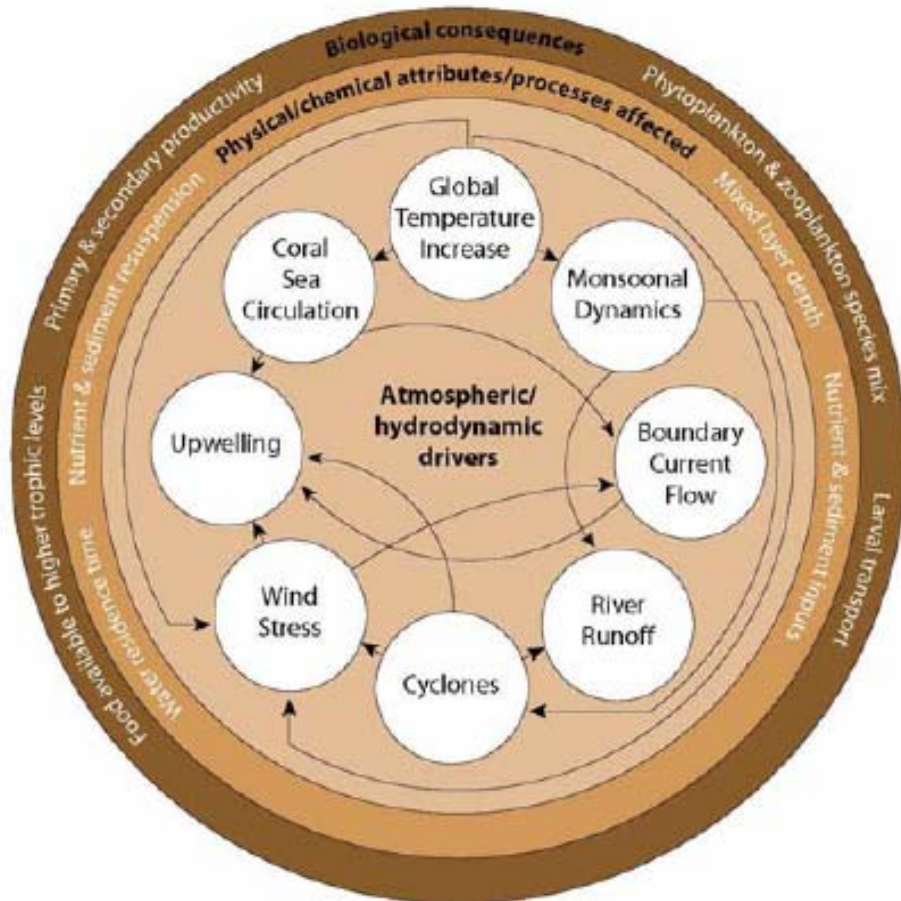 Biological consequences
Physical/chemical attributes/processes affected
Primary & secondary productivity
Phytoplankton & zooplankton species mix
Nutrient & sediment resuspension
Mixed layer depth
Global
Temperature
Increase
Coral
Sea
Circulation
Monsoonal
Dynamics
Atmospheric/
hydrodynamic
drivers
Upwelling
Boundary
Current
Flow
Food available to higher trophic levels
Water residence time
Nutrient & sediment inputs
Larval transport
Wind
Stress
River
Runoff
Cyclones